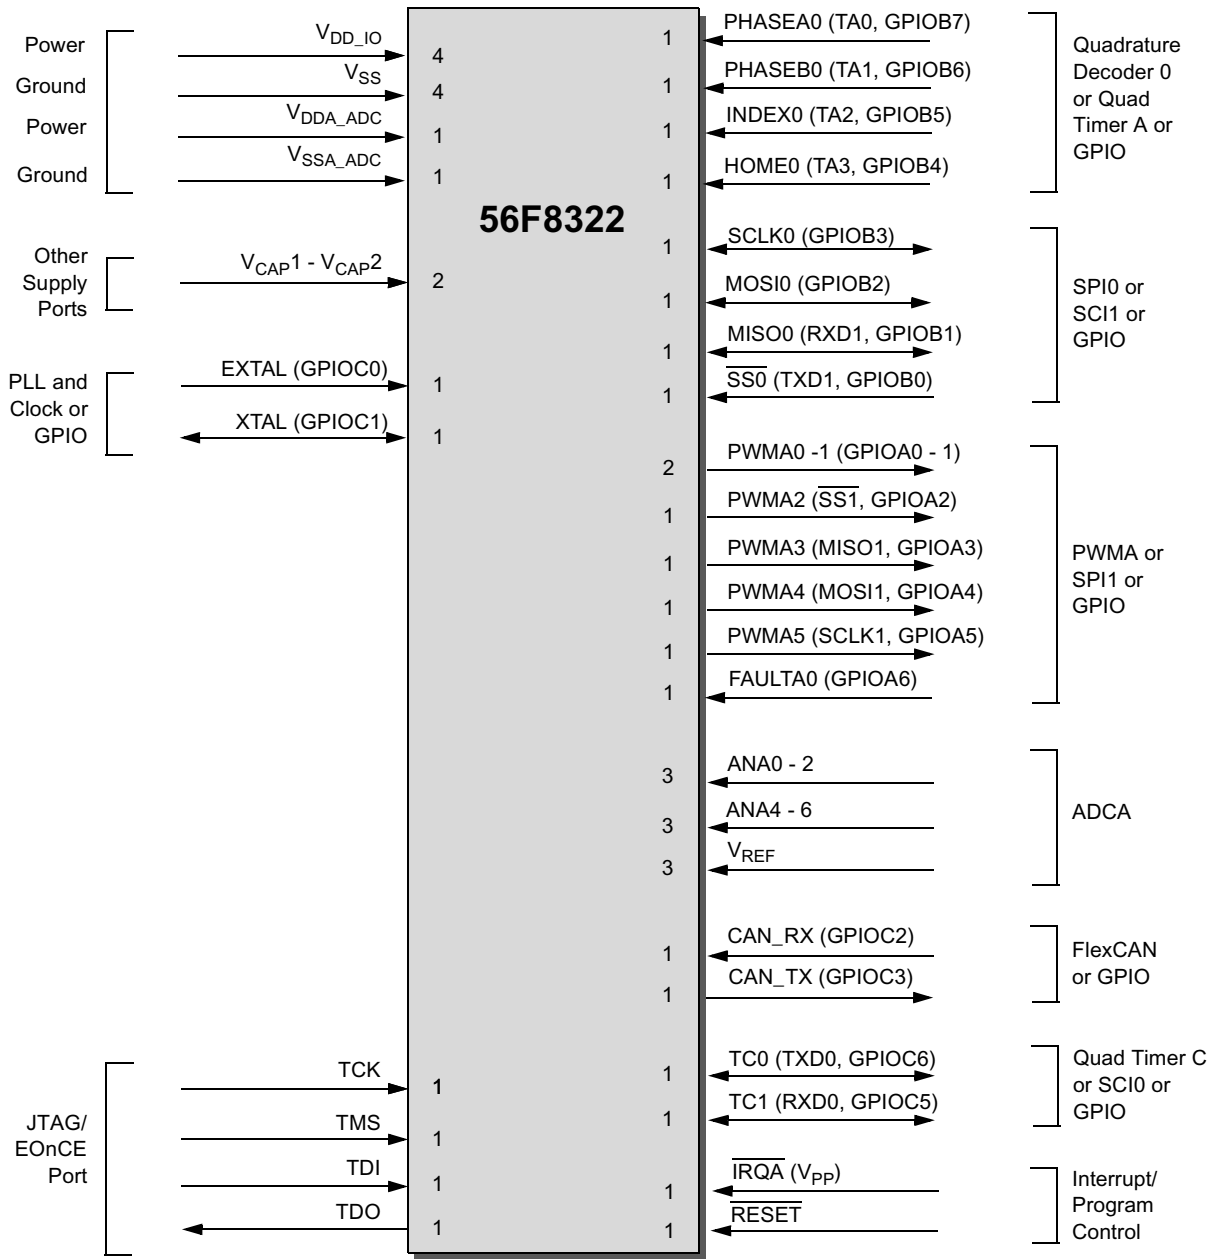 Power
V_DD_IO
4
Ground
V_SS
4
Power
V_DDA_ADC
1
Ground
V_SSA_ADC
1
Other
Supply
Ports
V_CAP1 - V_CAP2
2
PLL and
Clock or
GPIO
EXTAL (GPIOC0)
1
XTAL (GPIOC1)
1
JTAG/
EOnCE
Port
TCK
1
TMS
1
TDI
1
TDO
1
56F8322
1
PHASEA0 (TA0, GPIOB7)
1
PHASEB0 (TA1, GPIOB6)
1
INDEX0 (TA2, GPIOB5)
1
HOME0 (TA3, GPIOB4)
Quadrature
Decoder 0
or Quad
Timer A or
GPIO
1
SCLK0 (GPIOB3)
1
MOSI0 (GPIOB2)
1
MISO0 (RXD1, GPIOB1)
1
S̅S̅0̅ (TXD1, GPIOB0)
SPI0 or
SCI1 or
GPIO
2
PWMA0 -1 (GPIOA0 - 1)
1
PWMA2 (S̅S̅1̅, GPIOA2)
1
PWMA3 (MISO1, GPIOA3)
1
PWMA4 (MOSI1, GPIOA4)
1
PWMA5 (SCLK1, GPIOA5)
1
FAULTA0 (GPIOA6)
PWMA or
SPI1 or
GPIO
3
ANA0 - 2
3
ANA4 - 6
3
V_REF
ADCA
1
CAN_RX (GPIOC2)
1
CAN_TX (GPIOC3)
FlexCAN
or GPIO
1
TC0 (TXD0, GPIOC6)
1
TC1 (RXD0, GPIOC5)
Quad Timer C
or SCI0 or
GPIO
1
I̅R̅Q̅A̅ (V_PP)
1
R̅E̅S̅E̅T̅
Interrupt/
Program
Control